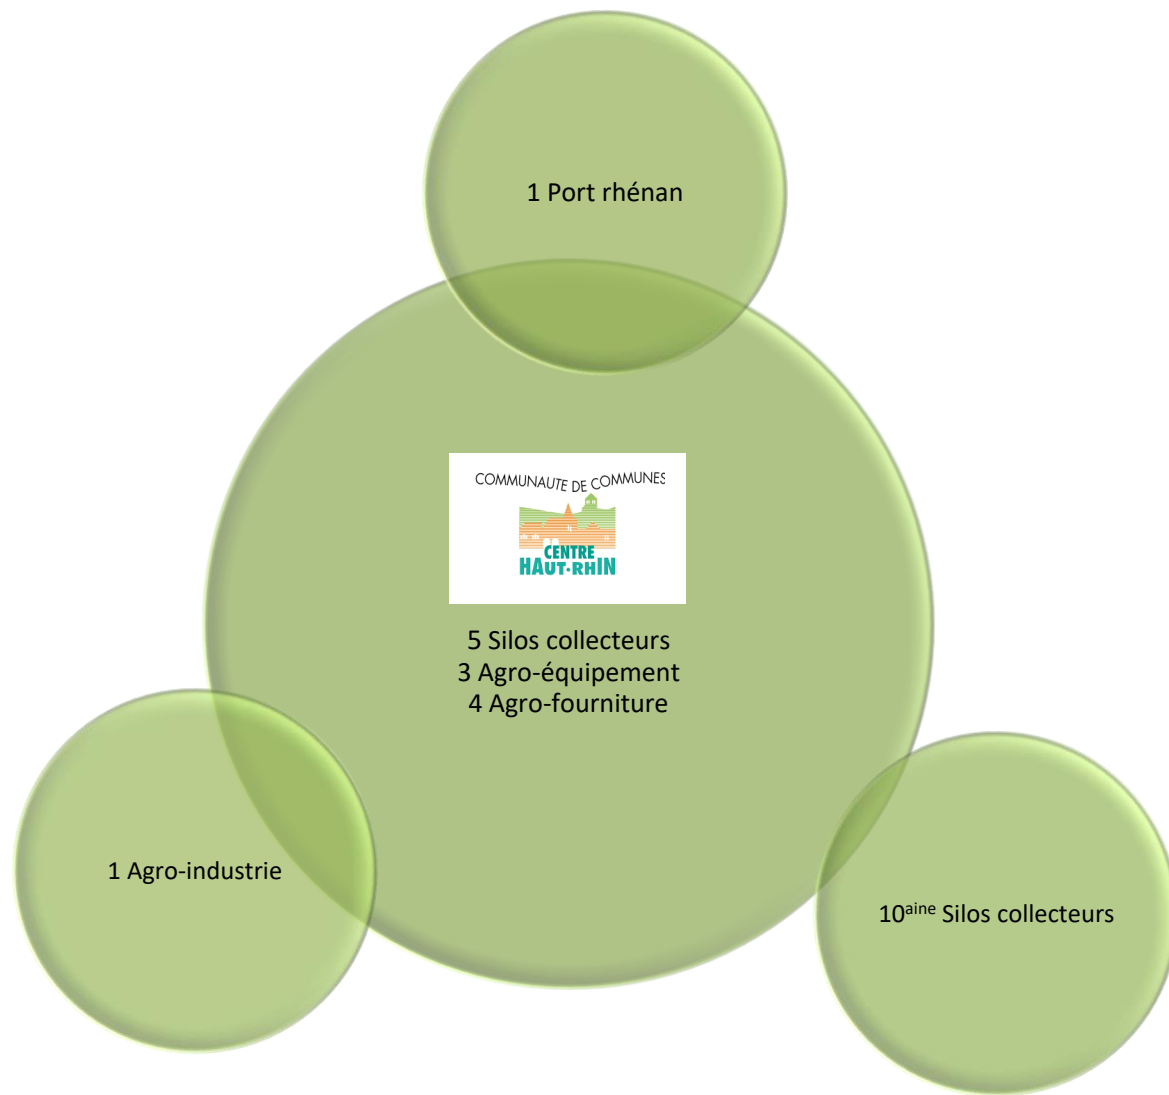 1 Port rhénan
COMMUNAUTE DE COMMUNES
CENTRE
HAUT-RHIN
5 Silos collecteurs
3 Agro-équipement
4 Agro-fourniture
1 Agro-industrie
10aine Silos collecteurs